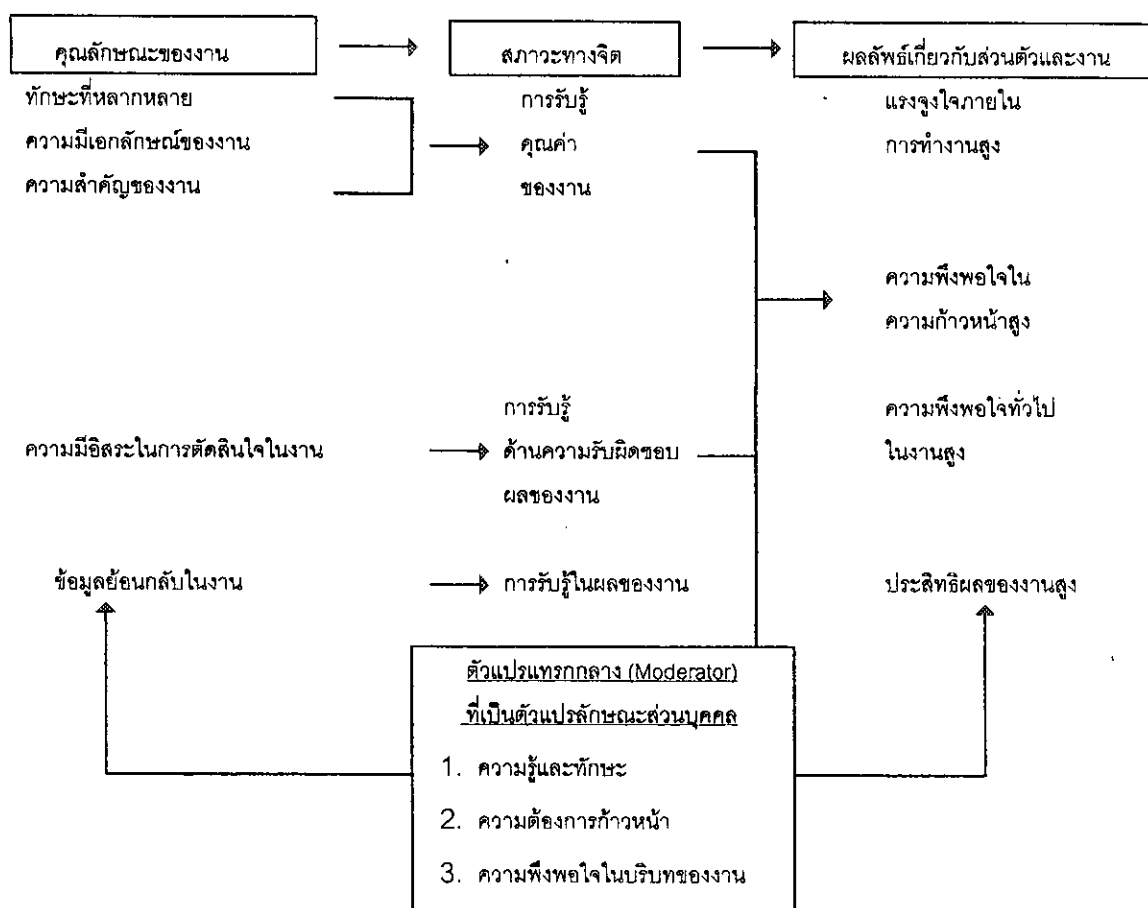 คุณลักษณะของงาน
สภาวะทางจิต
ผลลัพธ์เกี่ยวกับส่วนตัวและงาน
ทักษะที่หลากหลาย
ความมีเอกลักษณ์ของงาน
ความสำคัญของงาน
การรับรู้
คุณค่า
ของงาน
แรงจูงใจภายใน
การทำงานสูง
ความพึงพอใจใน
ความก้าวหน้าสูง
ความมีอิสระในการตัดสินใจในงาน
การรับรู้
ด้านความรับผิดชอบ
ผลของงาน
ความพึงพอใจทั่วไป
ในงานสูง
ข้อมูลย้อนกลับในงาน
การรับรู้ในผลของงาน
ประสิทธิผลของงานสูง
ตัวแปรแทรกกลาง (Moderator)
ที่เป็นตัวแปรลักษณะส่วนบุคคล
1. ความรู้และทักษะ
2. ความต้องการก้าวหน้า
3. ความพึงพอใจในบริบทของงาน